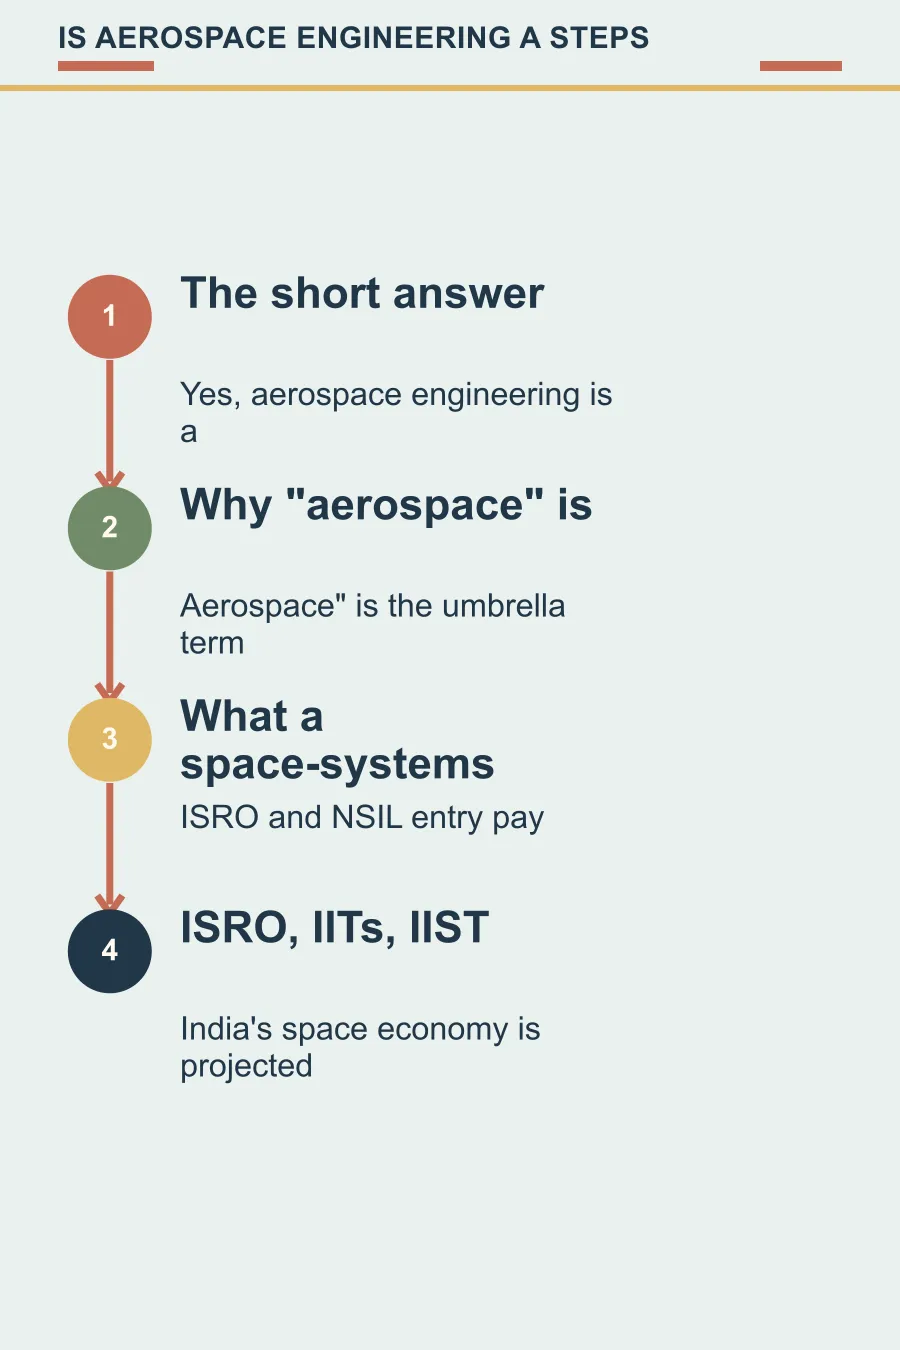 IS AEROSPACE ENGINEERING A STEPS
1
The short answer
Yes, aerospace engineering is
a
2
Why "aerospace" is
Aerospace" is the umbrella
term
3
What a
space-systems
ISRO and NSIL entry pay
4
ISRO, IITs, IIST
India's space economy is
projected